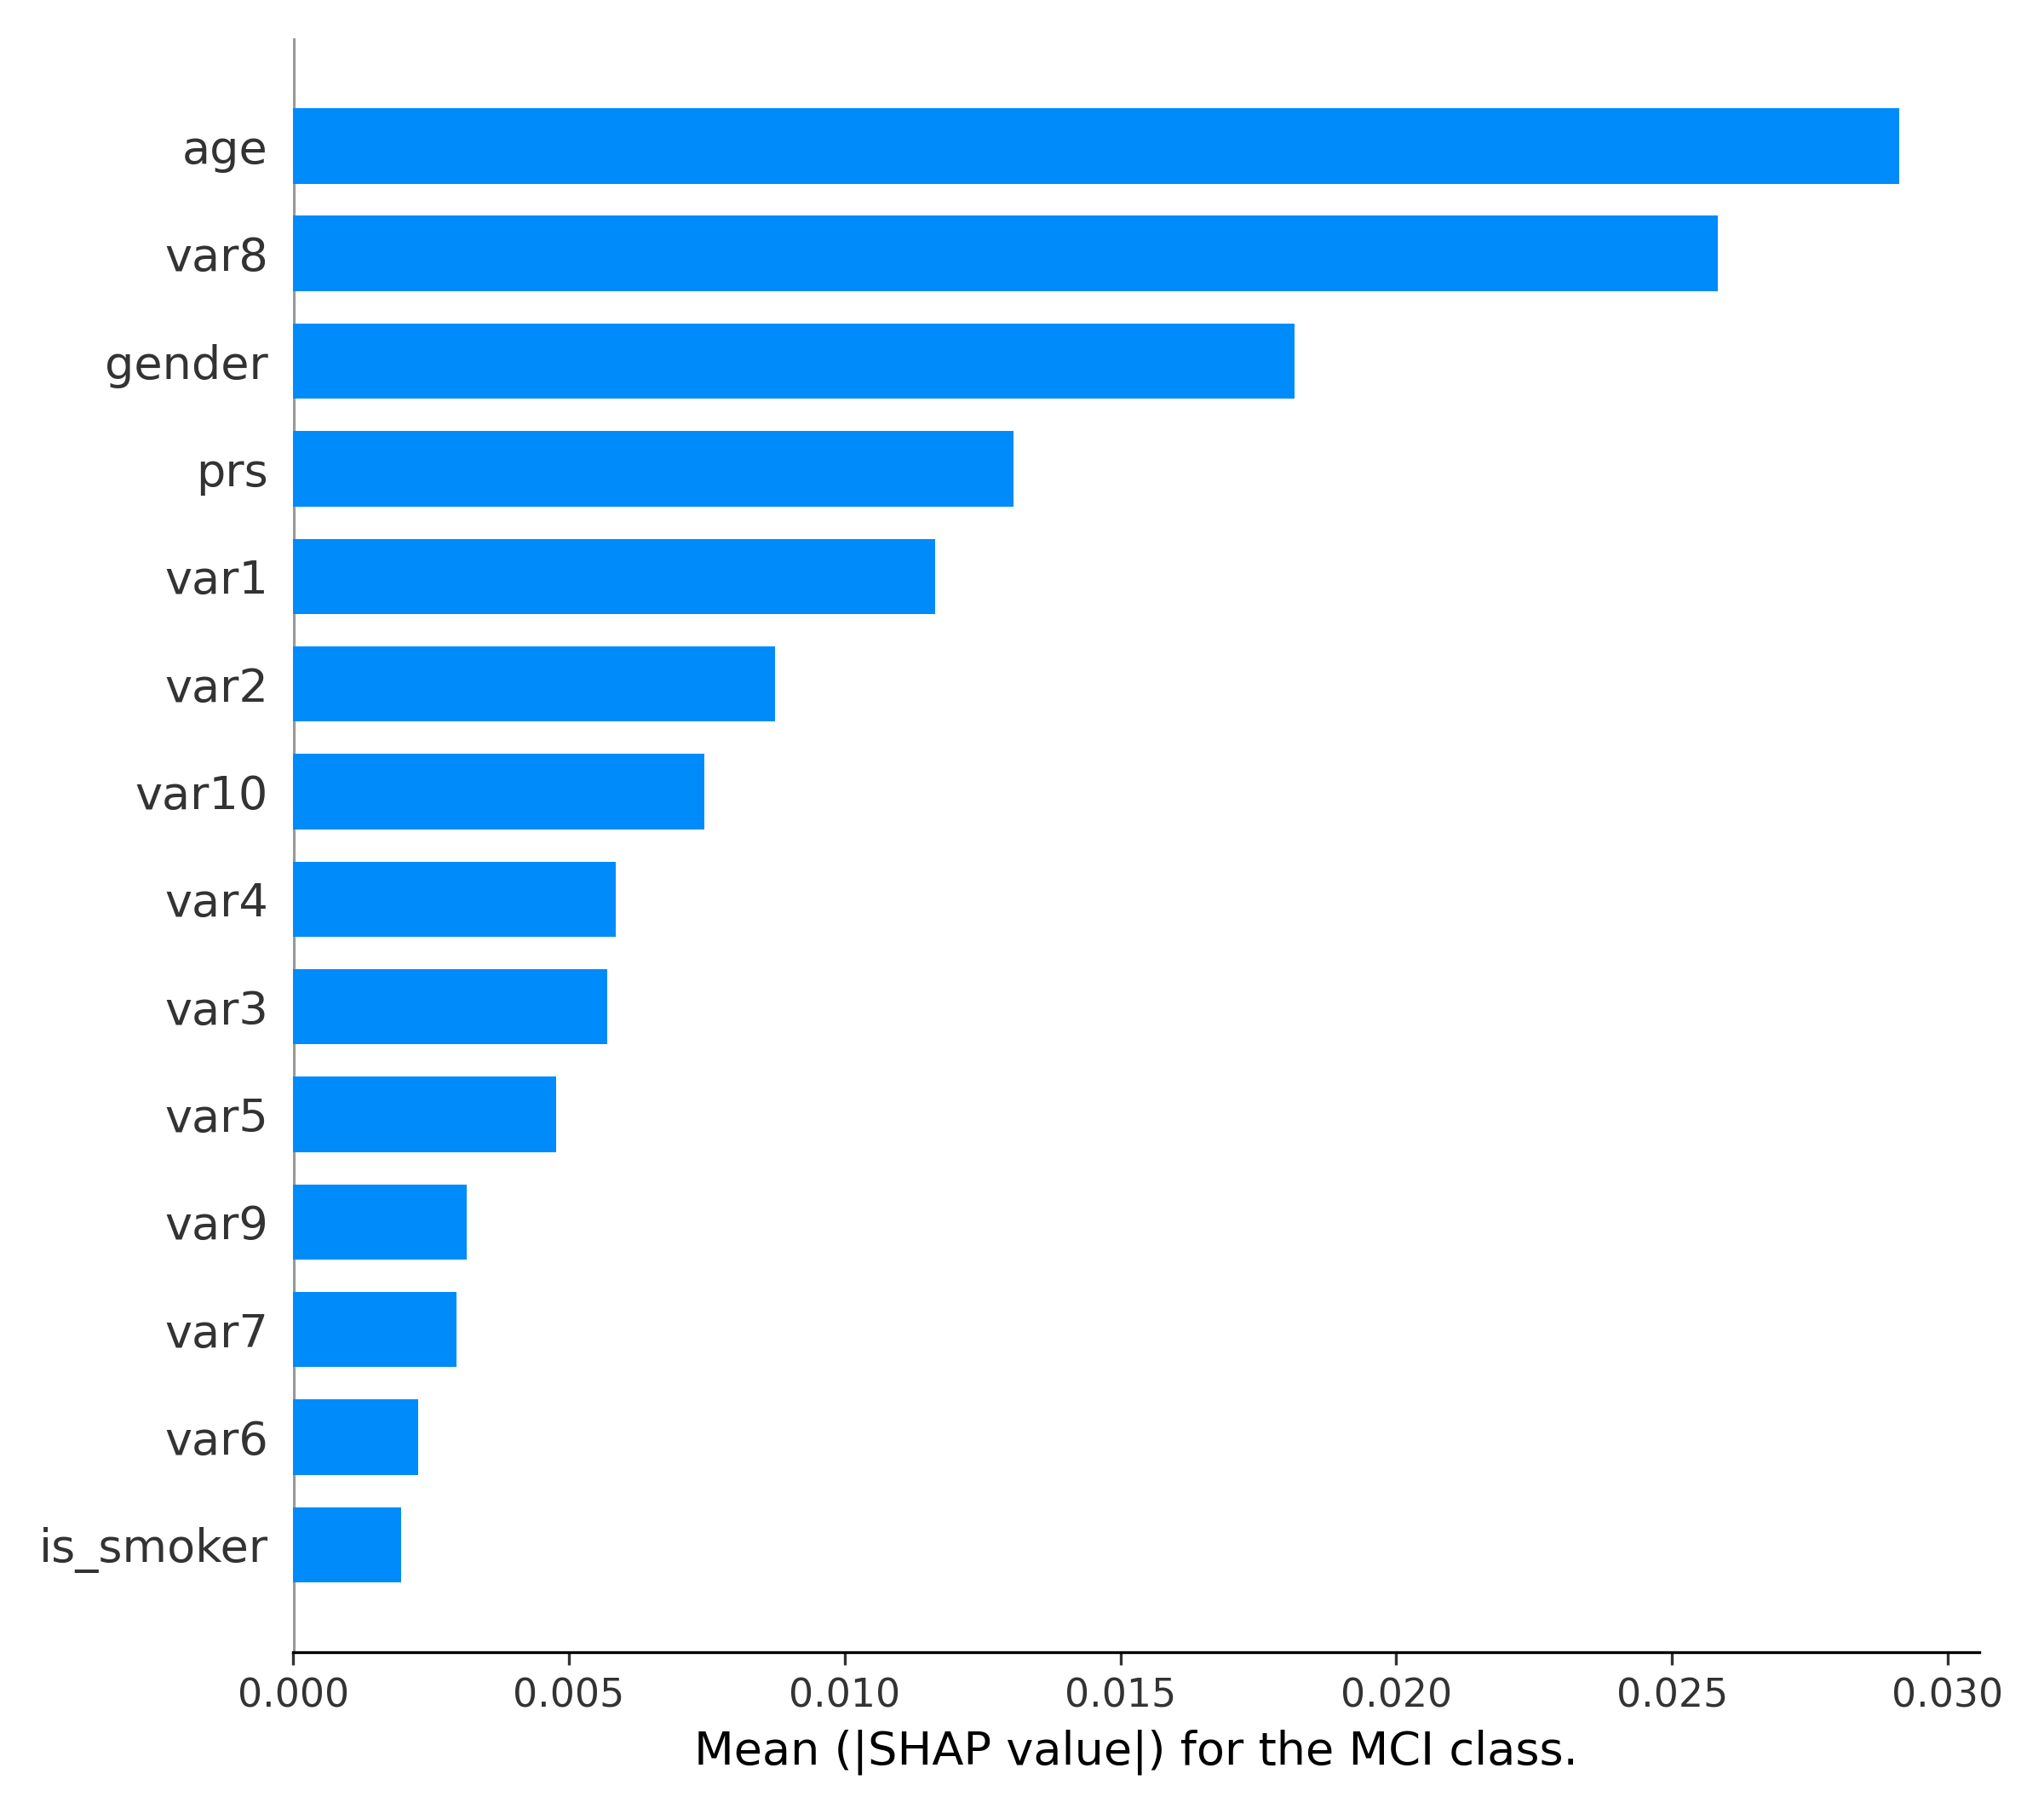 age
var8
gender
prs
var1
var2
var10
var4
var3
var5
var9
var7
var6
is_smoker
0.000 0.005 0.010 0.015 0.020 0.025 0.030
Mean (|SHAP value|) for the MCI class.